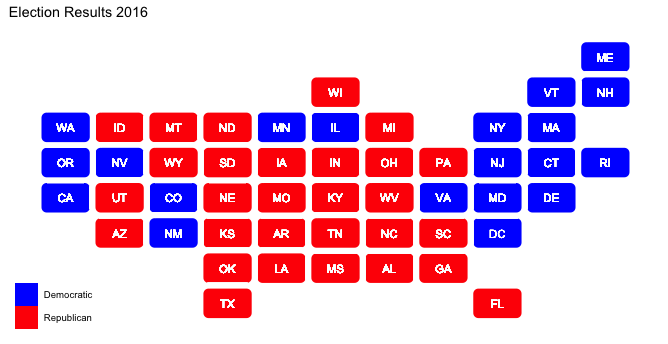 Election Results 2016
ME
WI VT NH
WA ID MT ND MN IL MI NY MA
OR NV WY SD IA IN OH PA NJ CT RI
CA UT CO NE MO KY WV VA MD DE
AZ NM KS AR TN NC SC DC
OK LA MS AL GA
TX FL
Democratic
Republican